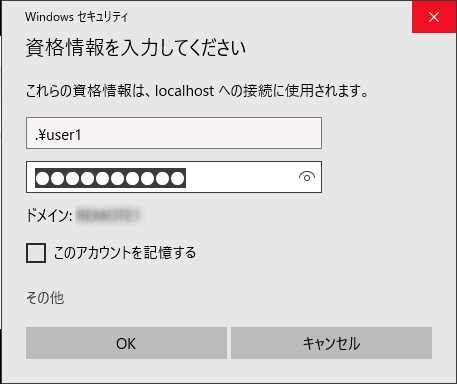 Windows セキュリティ
資格情報を入力してください
これらの資格情報は、localhost への接続に使用されます。
.¥user1
●●●●●●●●●●
ドメイン:
このアカウントを記憶する
その他
OK キャンセル